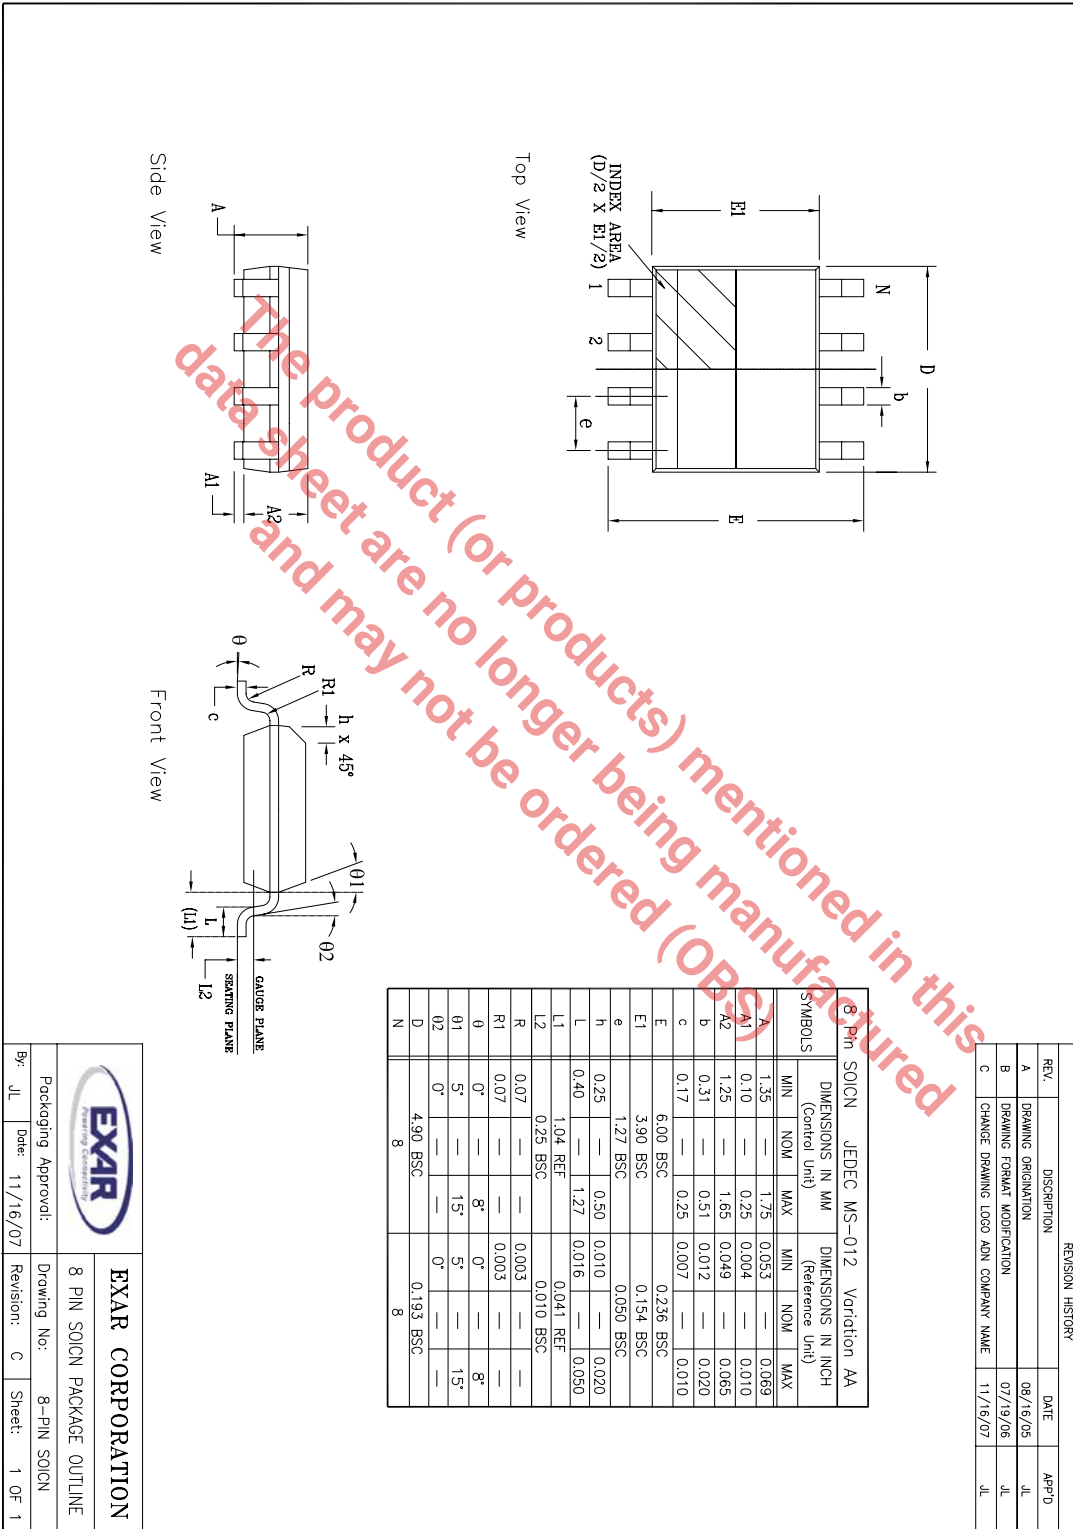 REVISION HISTORY
REV. DISCRIPTION DATE APP'D
A DRAWING ORIGINATION 08/16/05 JL
B DRAWING FORMAT MODIFICATION 07/19/06 JL
C CHANGE DRAWING LOGO ADN COMPANY NAME 11/16/07 JL
N
D
b
E1
E
e
1
2
INDEX AREA
(D/2 X E1/2)
Top View
A
A1
A2
Side View
h x 45°
R1
R
θ
c
θ1
θ2
L
(L1)
L2
GAUGE PLANE
SEATING PLANE
Front View
8 Pin SOICN JEDEC MS-012 Variation AA
SYMBOLS DIMENSIONS IN MM (Control Unit) DIMENSIONS IN INCH (Reference Unit)
MIN NOM MAX MIN NOM MAX
A 1.35 — 1.75 0.053 — 0.069
A1 0.10 — 0.25 0.004 — 0.010
A2 1.25 — 1.65 0.049 — 0.065
b 0.31 — 0.51 0.012 — 0.020
c 0.17 — 0.25 0.007 — 0.010
E 6.00 BSC 0.236 BSC
E1 3.90 BSC 0.154 BSC
e 1.27 BSC 0.050 BSC
h 0.25 — 0.50 0.010 — 0.020
L 0.40 — 1.27 0.016 — 0.050
L1 1.04 REF 0.041 REF
L2 0.25 BSC 0.010 BSC
R 0.07 — — 0.003 — —
R1 0.07 — — 0.003 — —
θ 0° — 8° 0° — 8°
θ1 5° — 15° 5° — 15°
θ2 0° — — 0° — —
D 4.90 BSC 0.193 BSC
N 8 8
The product (or products) mentioned in this
data sheet are no longer being manufactured
and may not be ordered (OBS)
EXAR
Powering Connectivity
EXAR CORPORATION
8 PIN SOICN PACKAGE OUTLINE
Packaging Approval:
Drawing No: 8-PIN SOICN
By: JL Date: 11/16/07 Revision: C Sheet: 1 OF 1